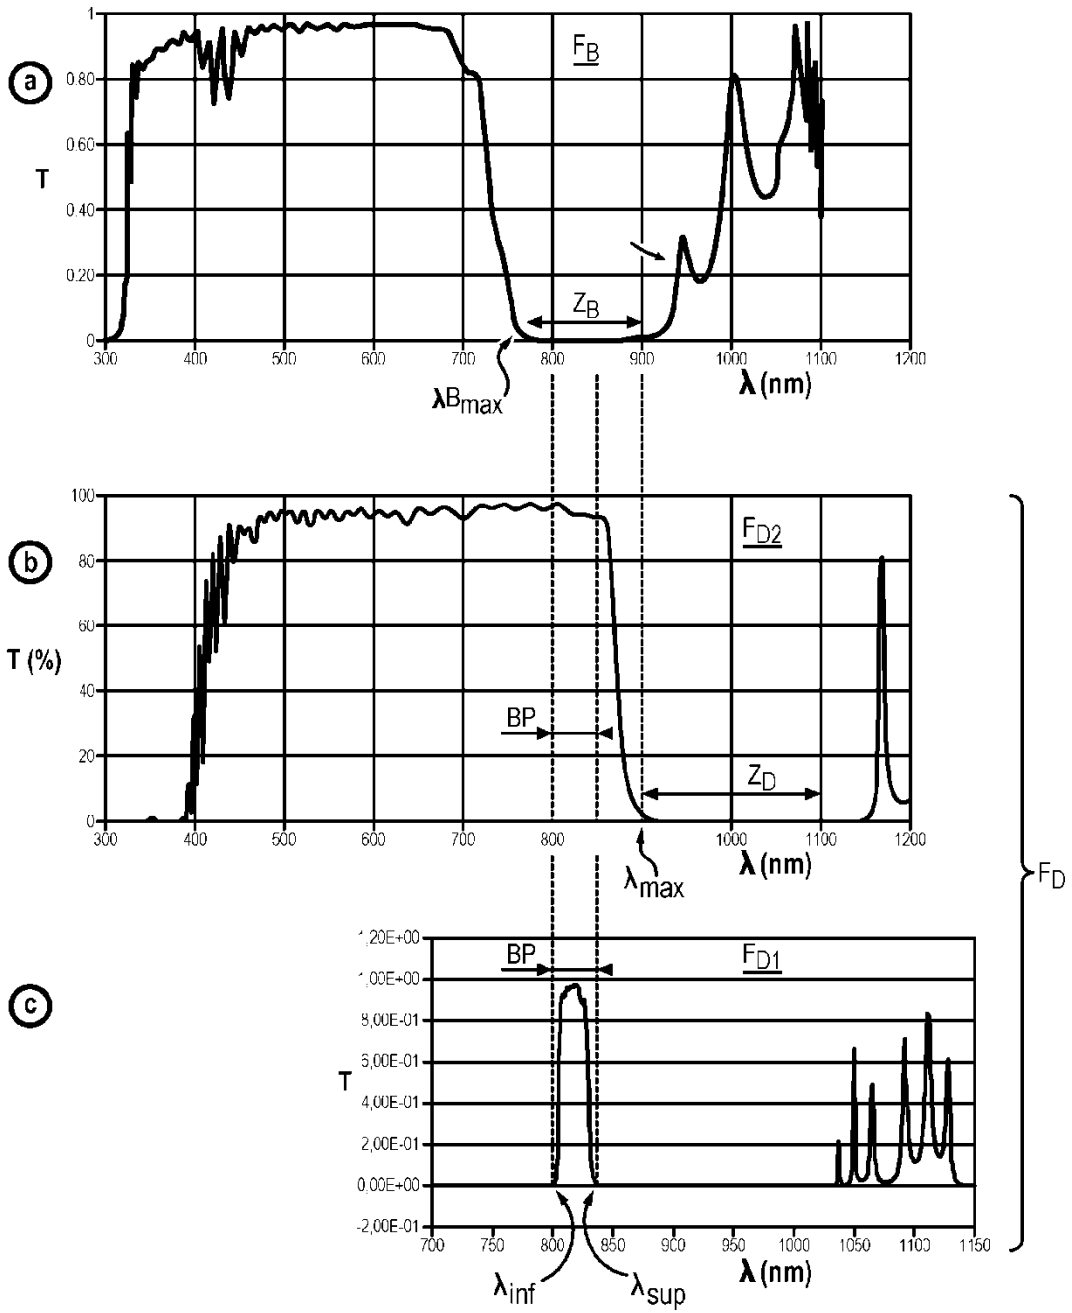 1
F_B
a
0.80
0.60
T
0.40
0.20
Z_B
0
300 400 500 600 700 800 900 1000 1100 1200
λB_max
λ (nm)
100
F_D2
b
80
60
T (%)
40
BP
20
Z_D
0
300 400 500 600 700 800 900 1000 1100 1200
λ_max
λ (nm)
F_D
1,20E+00
BP
F_D1
1,00E+00
c
8,00E-01
6,00E-01
T
4,00E-01
2,00E-01
0,00E+00
-2,00E-01
700 750 800 850 900 950 1000 1050 1100 1150
λ_inf
λ_sup
λ (nm)